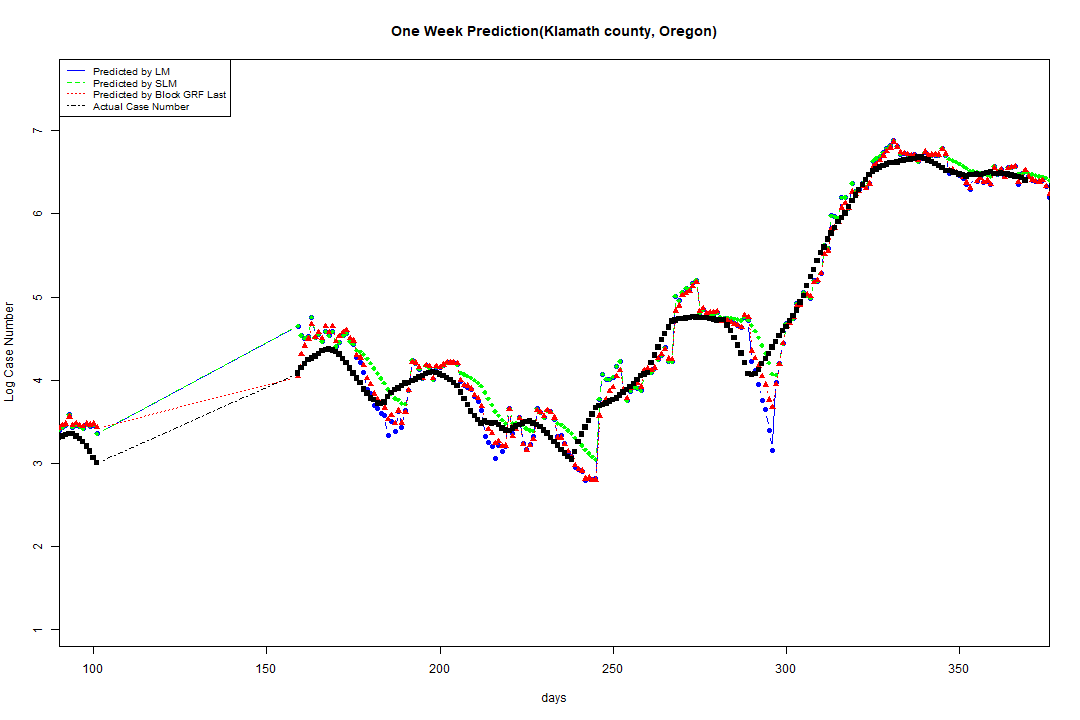 One Week Prediction(Klamath county, Oregon)
Predicted by LM
Predicted by SLM
Predicted by Block GRF Last
Actual Case Number
7
6
5
4
3
2
1
Log Case Number
100 150 200 250 300 350
days